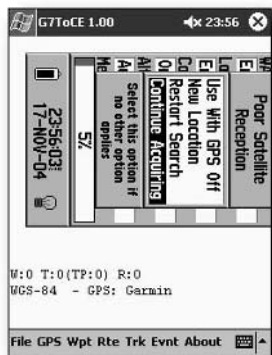 G7ToCE 1.00 23:56
Poor Satellite
Reception
Use With GPS Off
New Location
Restart Search
Continue Acquiring
Select this option if
no other option
applies
5%
23:56:03
17-NOV-04
W:0 T:0(TP:0) R:0
WGS-84 - GPS: Garmin
File GPS Wpt Rte Trk Evnt About